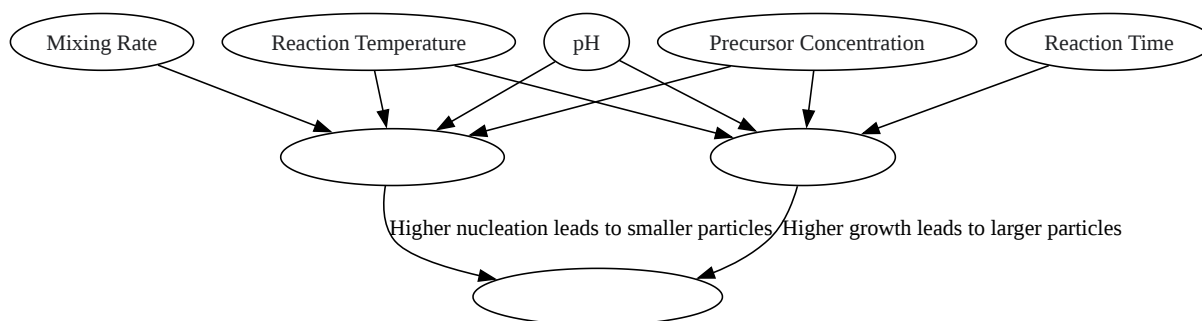 Mixing Rate
Reaction Temperature
pH
Precursor Concentration
Reaction Time
Higher nucleation leads to smaller particles
Higher growth leads to larger particles